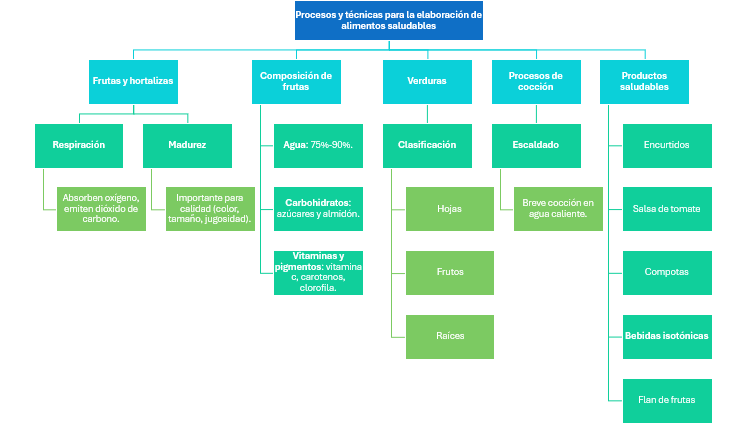 Procesos y técnicas para la elaboración de
alimentos saludables
Frutas y hortalizas
Composición de
frutas
Verduras
Procesos de
cocción
Productos
saludables
Respiración
Madurez
Agua: 75%-90%.
Clasificación
Escaldado
Encurtidos
Absorben oxígeno,
emiten dióxido de
carbono.
Importante para
calidad (color,
tamaño, jugosidad).
Carbohidratos:
azúcares y almidón.
Hojas
Breve cocción en
agua caliente.
Salsa de tomate
Vitaminas y
pigmentos: vitamina
c, carotenos,
clorofila.
Frutos
Compotas
Raíces
Bebidas isotónicas
Flan de frutas